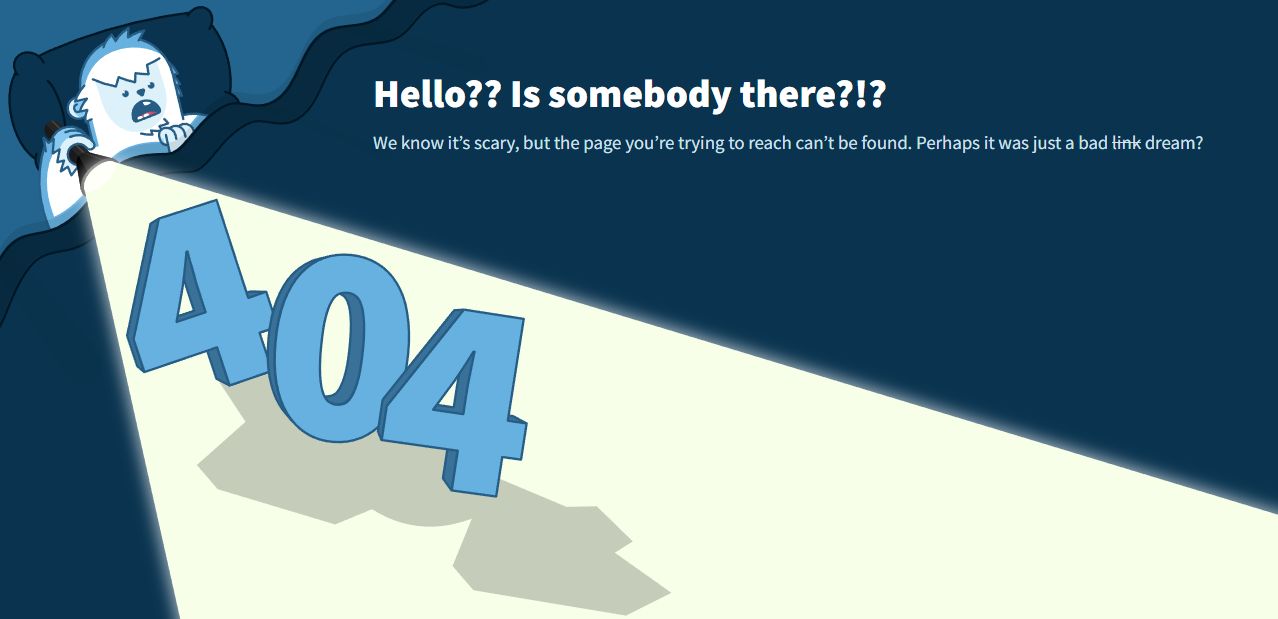 Hello?? Is somebody there?!?
We know it’s scary, but the page you’re trying to reach can’t be found. Perhaps it was just a bad link dream?
404